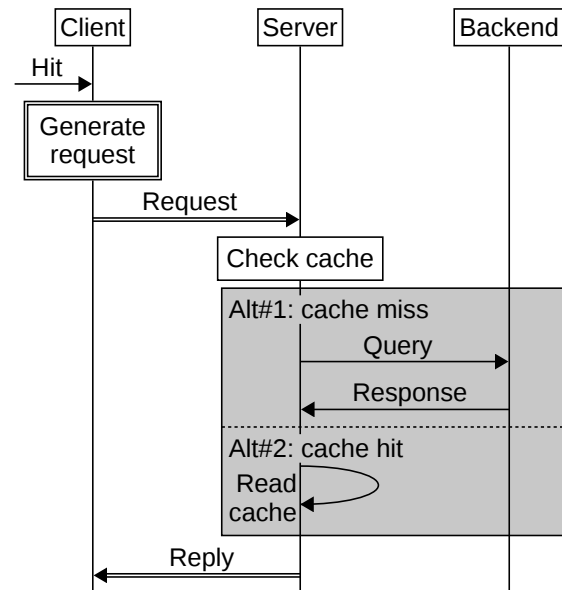 Client
Server
Backend
Hit
Generate
request
Request
Check cache
Alt#1: cache miss
Query
Response
Alt#2: cache hit
Read
cache
Reply